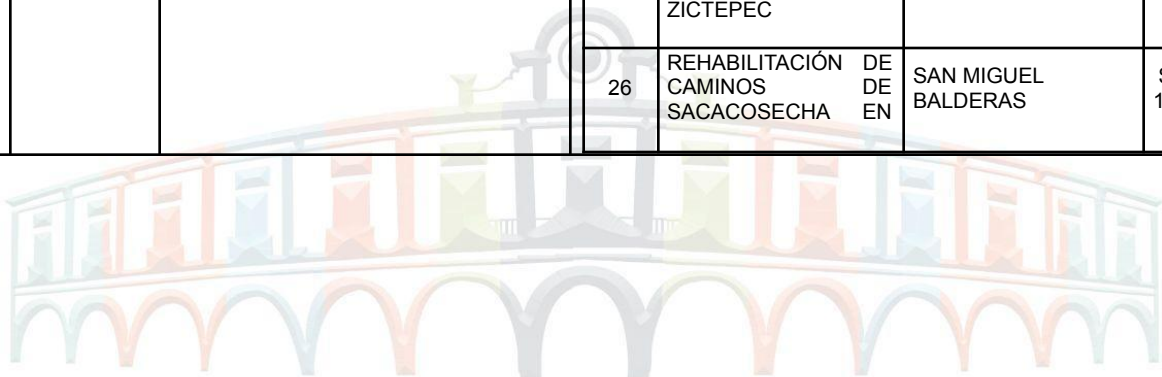 ZICTEPEC
26 REHABILITACIÓN DE CAMINOS DE SACACOSECHA EN SAN MIGUEL BALDERAS